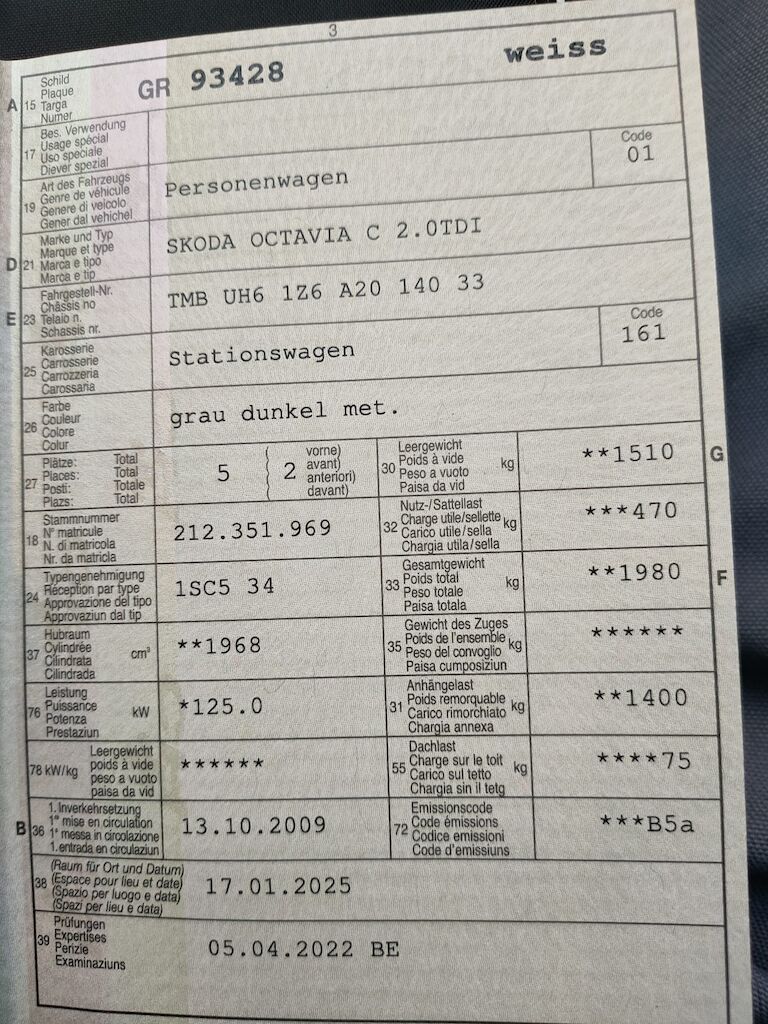 3
A 15 Schild
Plaque
Targa
Numer
GR 93428 weiss
17 Bes. Verwendung
Usage spécial
Uso speciale
Diever spezial
19 Art des Fahrzeugs
Genre de véhicule
Genere di veicolo
Gener dal vehichel
Personenwagen
Code
01
D 21 Marke und Typ
Marque et type
Marca e tipo
Marca e tip
SKODA OCTAVIA C 2.0TDI
E 23 Fahrgestell-Nr.
Châssis no
Telaio n.
Schassis nr.
TMB UH6 1Z6 A20 140 33
25 Karosserie
Carrosserie
Carrozzeria
Carossaria
Stationswagen
Code
161
26 Farbe
Couleur
Colore
Colur
grau dunkel met.
27 Plätze: Total
Places: Total
Posti: Totale
Plazs: Total
5 ( 2 vorne)
avant)
anteriori)
davant)
30 Leergewicht
Poids à vide
Peso a vuoto
Paisa da vid
kg
**1510
G
18 Stammnummer
N° matricule
N. di matricola
Nr. da matricla
212.351.969
32 Nutz-/Sattellast
Charge utile/sellette
Carico utile/sella
Chargia utila/sella
kg
***470
24 Typengenehmigung
Réception par type
Approvazione del tipo
Approvaziun dal tip
1SC5 34
33 Gesamtgewicht
Poids total
Peso totale
Paisa totala
kg
**1980
F
37 Hubraum
Cylindrée
Cilindrata
Cilindrada
cm³
**1968
35 Gewicht des Zuges
Poids de l'ensemble
Peso del convoglio
Paisa cumposiziun
kg
******
76 Leistung
Puissance
Potenza
Prestaziun
kW
*125.0
31 Anhängelast
Poids remorquable
Carico rimorchiato
Chargia annexa
kg
**1400
78 kW/kg Leergewicht
poids à vide
peso a vuoto
paisa da vid
******
55 Dachlast
Charge sur le toit
Carico sul tetto
Chargia sin il tetg
kg
****75
B 36 1. Inverkehrsetzung
1re mise en circulation
1a messa in circolazione
1. entrada en circulaziun
13.10.2009
72 Emissionscode
Code émissions
Codice emissioni
Code d'emissiuns
***B5a
38 (Raum für Ort und Datum)
(Espace pour lieu et date)
(Spazio per luogo e data)
(Spazi per lieu e data)
17.01.2025
39 Prüfungen
Expertises
Perizie
Examinaziuns
05.04.2022 BE